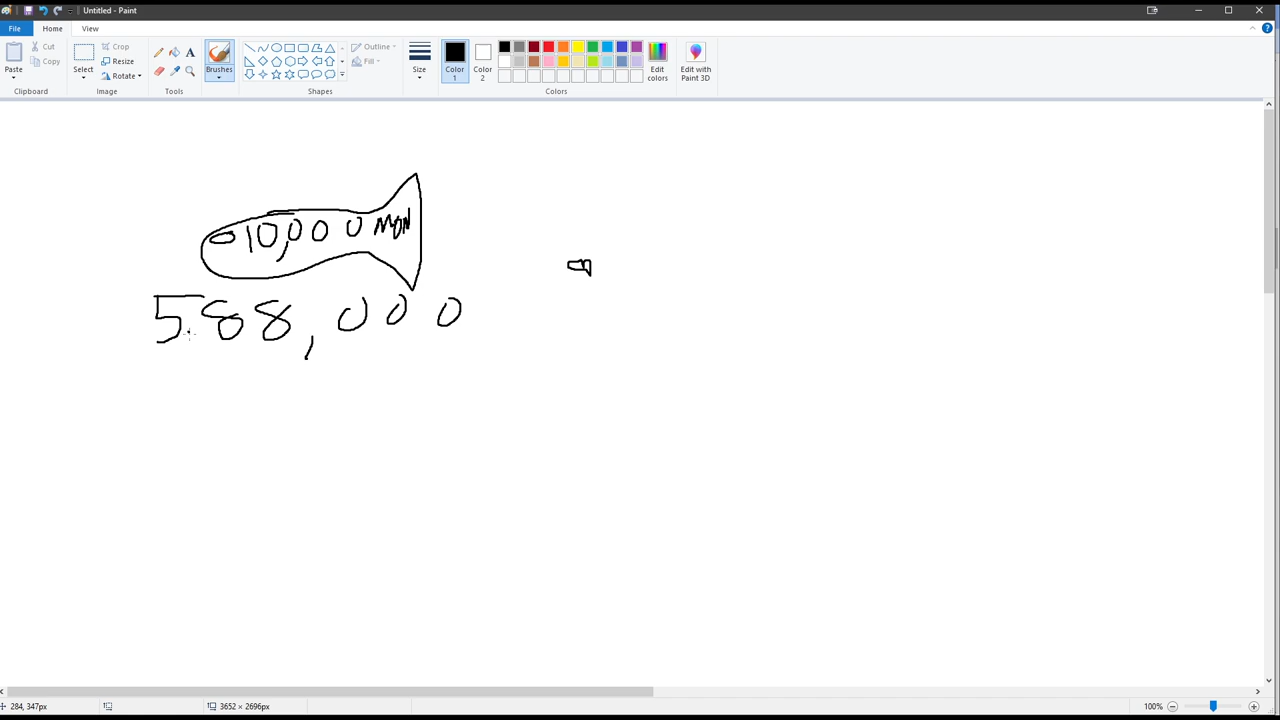 Untitled - Paint
File Home View
Paste Cut Copy Select Crop Resize Rotate Brushes Outline Fill Size Color 1 Color 2 Edit colors Edit with Paint 3D
Clipboard Image Tools Shapes Colors
10,000 MON
588,000
284, 347px 3652 × 2696px 100%